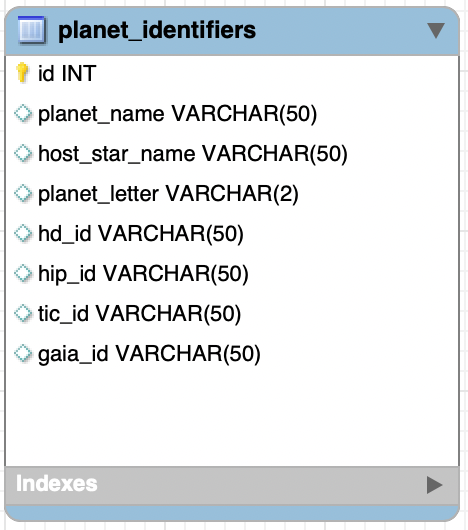 planet_identifiers
id INT
planet_name VARCHAR(50)
host_star_name VARCHAR(50)
planet_letter VARCHAR(2)
hd_id VARCHAR(50)
hip_id VARCHAR(50)
tic_id VARCHAR(50)
gaia_id VARCHAR(50)
Indexes